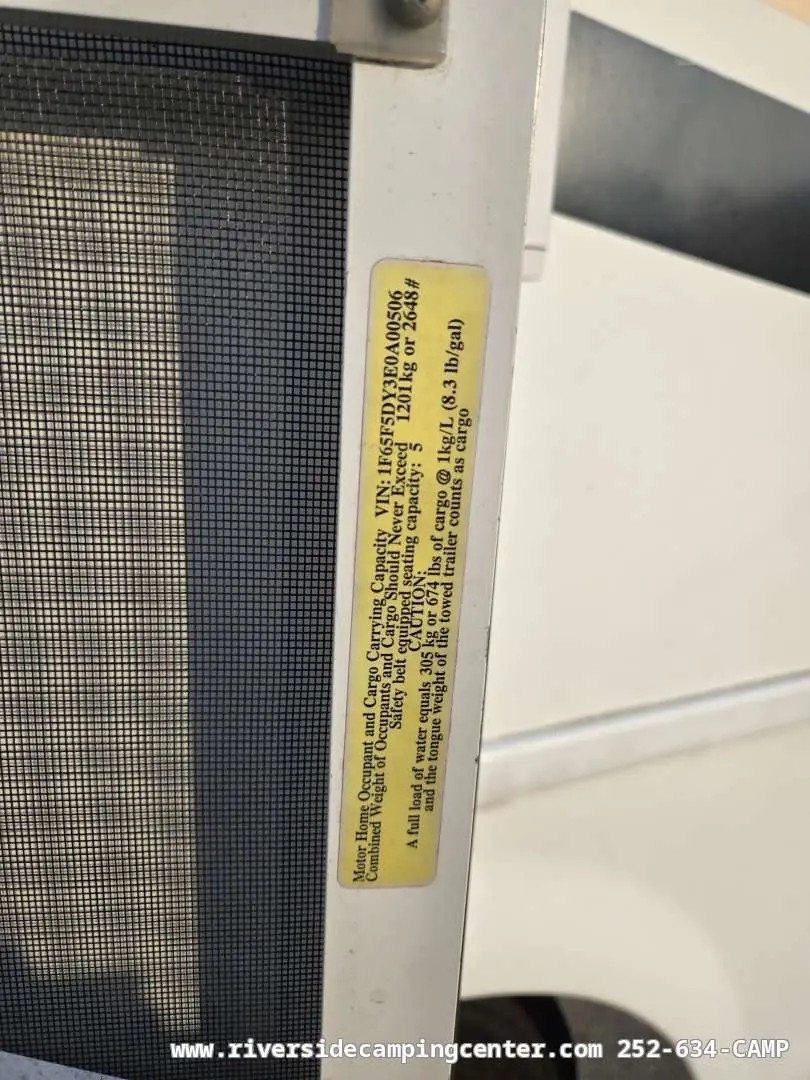 Motor Home Occupant and Cargo Carrying Capacity VIN: 1F65F5DY3E0A00506
Combined Weight of Occupants and Cargo Should Never Exceed 1201kg or 2648#
Safety belt equipped seating capacity: 5
CAUTION:
A full load of water equals 305 kg or 674 lbs of cargo @ 1kg/L (8.3 lb/gal)
and the tongue weight of the towed trailer counts as cargo
www.riversidecampingcenter.com 252-634-CAMP